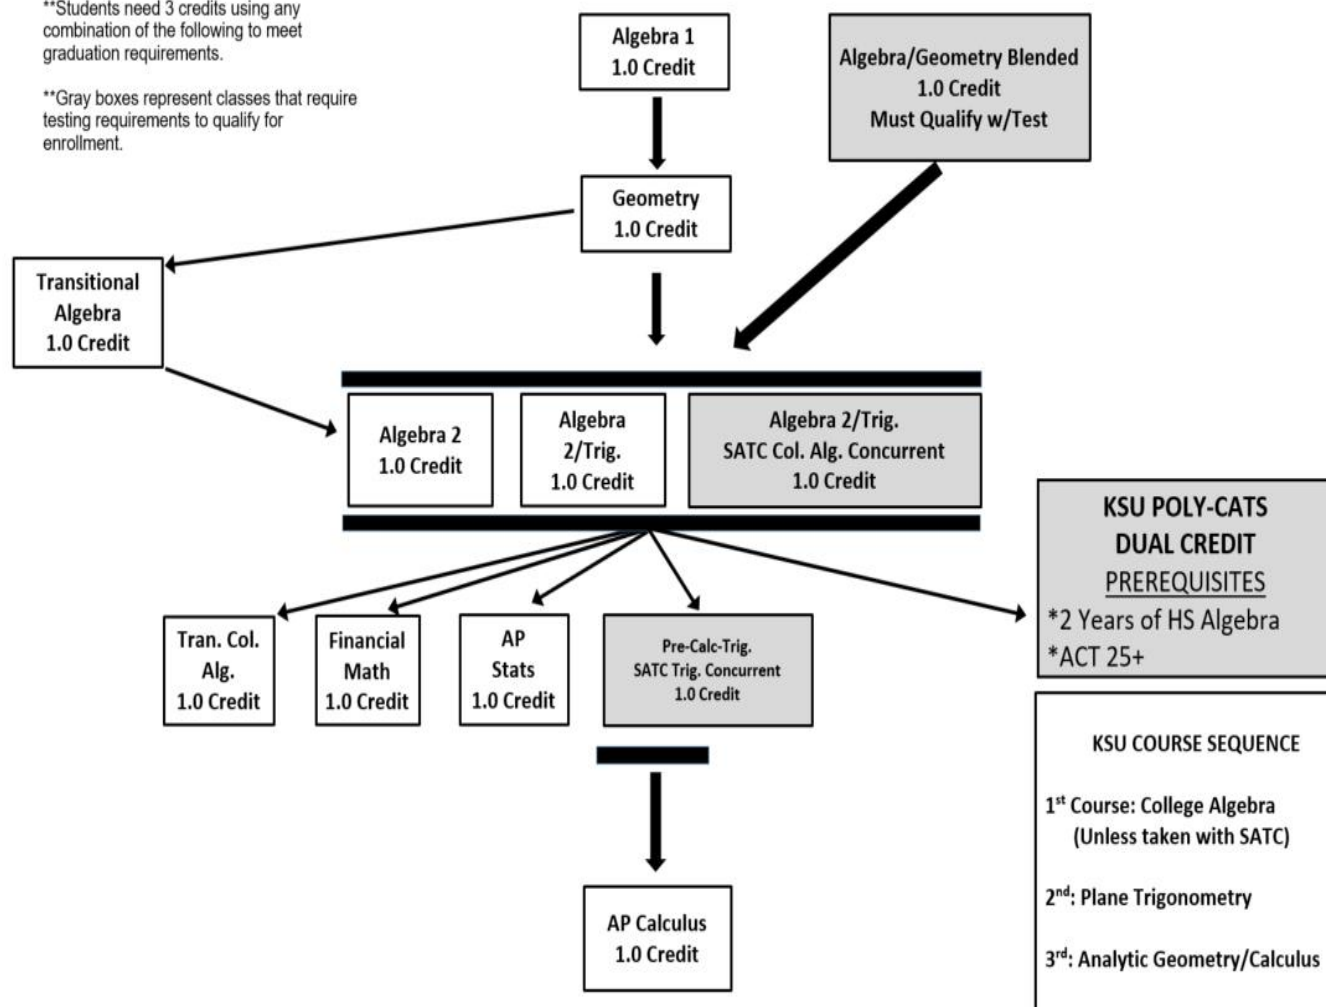 **Students need 3 credits using any
combination of the following to meet
graduation requirements.
**Gray boxes represent classes that require
testing requirements to qualify for
enrollment.
Algebra 1
1.0 Credit
Algebra/Geometry Blended
1.0 Credit
Must Qualify w/Test
Geometry
1.0 Credit
Transitional
Algebra
1.0 Credit
Algebra 2
1.0 Credit
Algebra
2/Trig.
1.0 Credit
Algebra 2/Trig.
SATC Col. Alg. Concurrent
1.0 Credit
KSU POLY-CATS
DUAL CREDIT
PREREQUISITES
*2 Years of HS Algebra
*ACT 25+
Tran. Col.
Alg.
1.0 Credit
Financial
Math
1.0 Credit
AP
Stats
1.0 Credit
Pre-Calc-Trig.
SATC Trig. Concurrent
1.0 Credit
KSU COURSE SEQUENCE
1st Course: College Algebra
(Unless taken with SATC)
2nd: Plane Trigonometry
3rd: Analytic Geometry/Calculus
AP Calculus
1.0 Credit